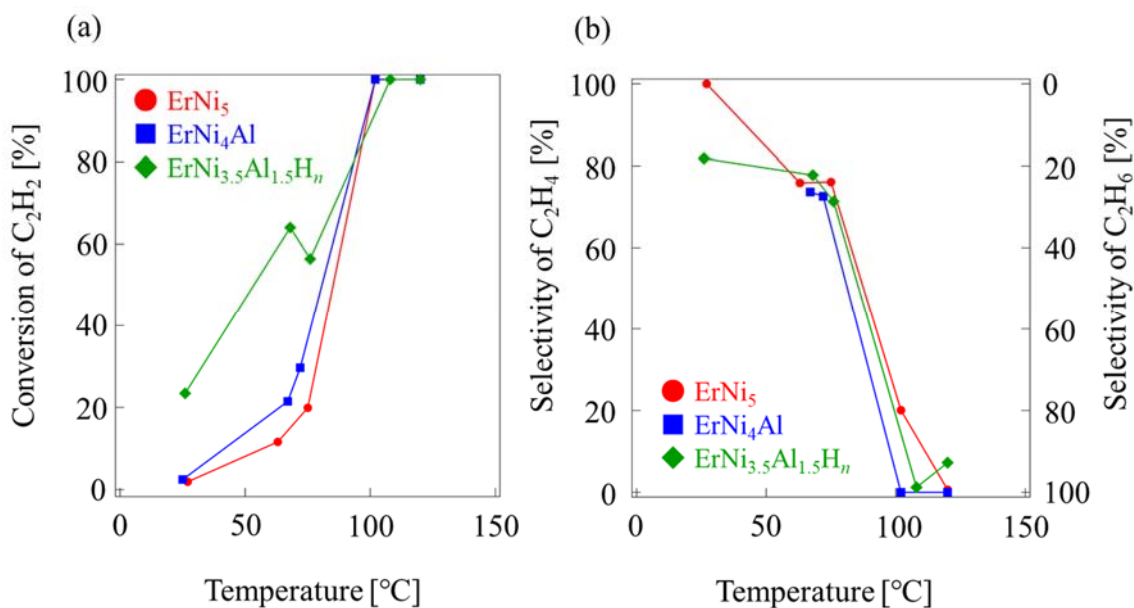 (a)
(b)
Conversion of C₂H₂ [%]
100
80
60
40
20
0
ErNi₅
ErNi₄Al
ErNi₃.₅Al₁.₅Hₙ
0 50 100 150
Temperature [°C]
Selectivity of C₂H₄ [%]
100
80
60
40
20
0
ErNi₅
ErNi₄Al
ErNi₃.₅Al₁.₅Hₙ
0 50 100 150
Temperature [°C]
0
20
40
60
80
100
Selectivity of C₂H₆ [%]